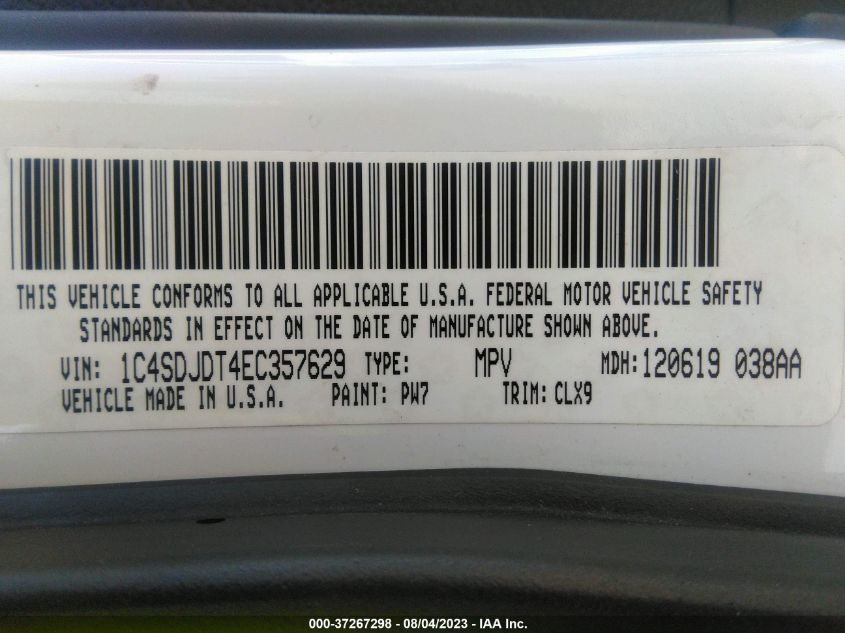 THIS VEHICLE CONFORMS TO ALL APPLICABLE U.S.A. FEDERAL MOTOR VEHICLE SAFETY
STANDARDS IN EFFECT ON THE DATE OF MANUFACTURE SHOWN ABOVE.
VIN: 1C4SDJDT4EC357629 TYPE: MPV MDH: 120619 038AA
VEHICLE MADE IN U.S.A. PAINT: PW7 TRIM: CLX9
000-37267298 - 08/04/2023 - IAA Inc.